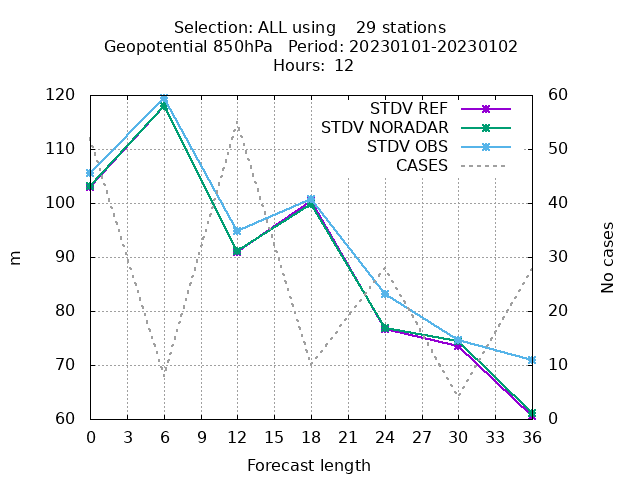 Selection: ALL using    29 stations
Geopotential 850hPa   Period: 20230101-20230102
Hours:  12
120
110
100
90
80
70
60
m
60
50
40
30
20
10
0
No cases
STDV REF
STDV NORADAR
STDV OBS
CASES
0 3 6 9 12 15 18 21 24 27 30 33 36
Forecast length